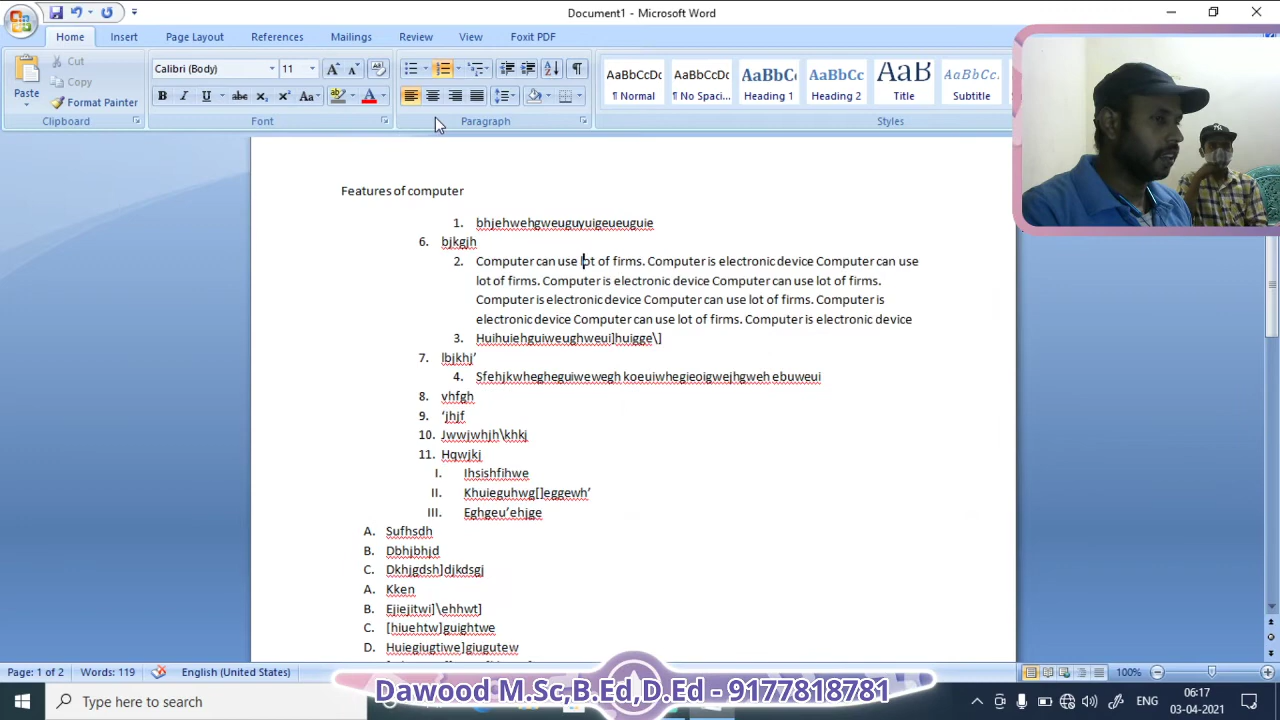 Document1 - Microsoft Word
Home Insert Page Layout References Mailings Review View Foxit PDF
Paste
Cut
Copy
Format Painter
Calibri (Body) 11
AaBbCcDc AaBbCcDc AaBbCc AaBbCc AaB AaBbCc.
¶ Normal ¶ No Spaci... Heading 1 Heading 2 Title Subtitle
Clipboard Font Paragraph Styles
Features of computer
1. bhjehwehgweuguyuigeueuguie
6. bjkgjh
2. Computer can use lot of firms. Computer is electronic device Computer can use
lot of firms. Computer is electronic device Computer can use lot of firms.
Computer is electronic device Computer can use lot of firms. Computer is
electronic device Computer can use lot of firms. Computer is electronic device
3. Huihuiehguiweughweui]huigge\]
7. lbjkhj’
4. Sfehjkwhegheguiwewegh koeuiwhegieoigwejhgweh ebuweui
8. vhfgh
9. ‘jhjf
10. Jwwjwhjh\khkj
11. Hqwjkj
I. Ihsishfihwe
II. Khuieguhwg[]eggewh’
III. Eghgeu’ehjge
A. Sufhsdh
B. Dbhjbhjd
C. Dkhjgdsh]djkdsgj
A. Kken
B. Ejiejitwi]\ehhwt]
C. [hiuehtw]guightwe
D. Huiegiugtiwe]giugutew
Page: 1 of 2 Words: 119 English (United States) 100%
Dawood M.Sc,B.Ed,D.Ed - 9177818781
Type here to search
ENG
06:17
03-04-2021